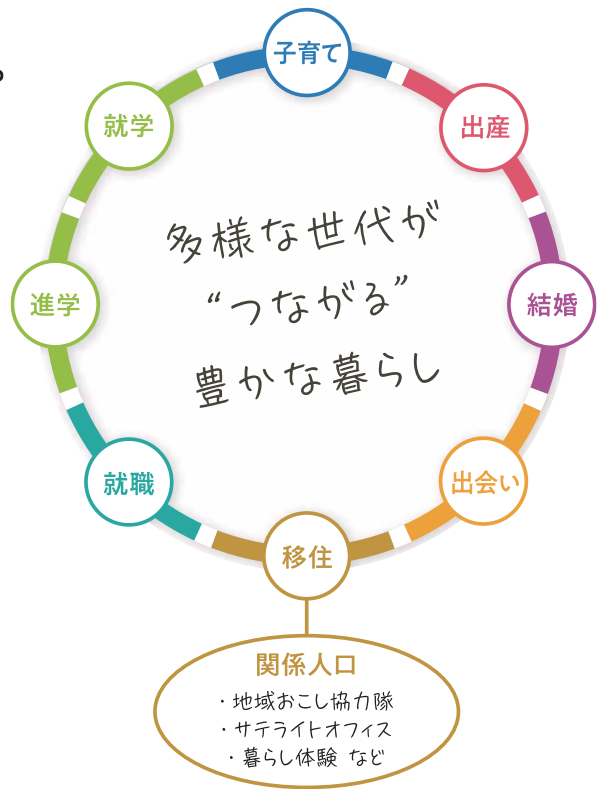 子育て
出産
結婚
出会い
移住
就職
進学
就学
多様な世代が
“つながる”
豊かな暮らし
関係人口
・地域おこし協力隊
・サテライトオフィス
・暮らし体験 など